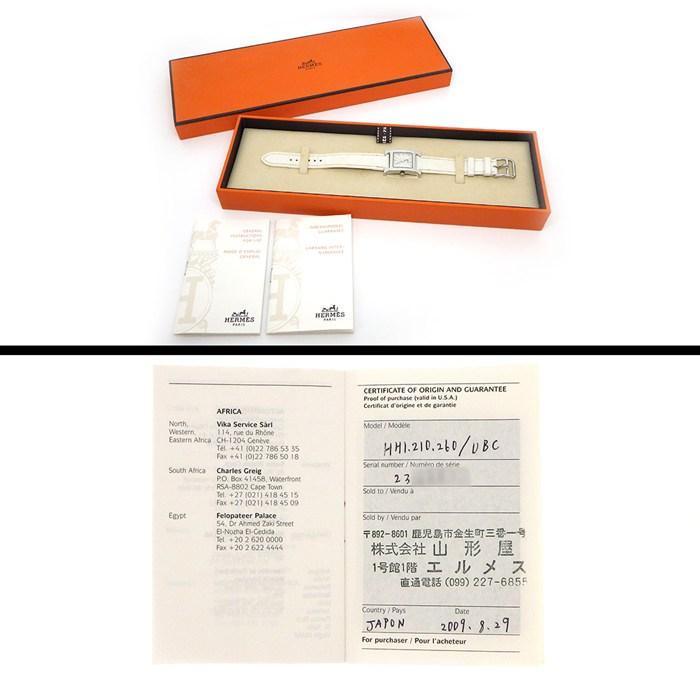 HERMES
PARIS
GENERAL
INSTRUCTIONS
FOR USE
MODE D'EMPLOI
GENERAL
HERMES
PARIS
INTERNATIONAL
GUARANTEE
GARANTIE INTER-
NATIONALE
HERMES
PARIS
AFRICA
North, Vika Service Sàrl
Western, 114, rue du Rhône
Eastern Africa CH-1204 Genève
Tél. +41 (0)22 786 53 35
Fax +41 (0)22 786 50 18
South Africa Charles Greig
P.O. Box 41458, Waterfront
RSA-8802 Cape Town
Tel. +27 (021) 418 45 15
Fax +27 (021) 418 45 09
Egypt Felopateer Palace
54, Dr Ahmed Zaki Street
El-Nozha El-Gedida
Tel. +20 2 620 0000
Fax +20 2 622 4444
CERTIFICATE OF ORIGIN AND GUARANTEE
Proof of purchase (valid in U.S.A.)
Certificat d'origine et de garantie
Model / Modèle
HH1.210.260/UBC
Serial number / Numéro de série
23
Sold to / Vendu à
Sold by / Vendu par
〒892-8601 鹿児島市金生町三番一号
株式会社 山形屋
1号館1階 エルメス
直通電話 (099) 227-6855
Country / Pays Date
JAPON 2009.8.29
For purchaser / Pour l'acheteur